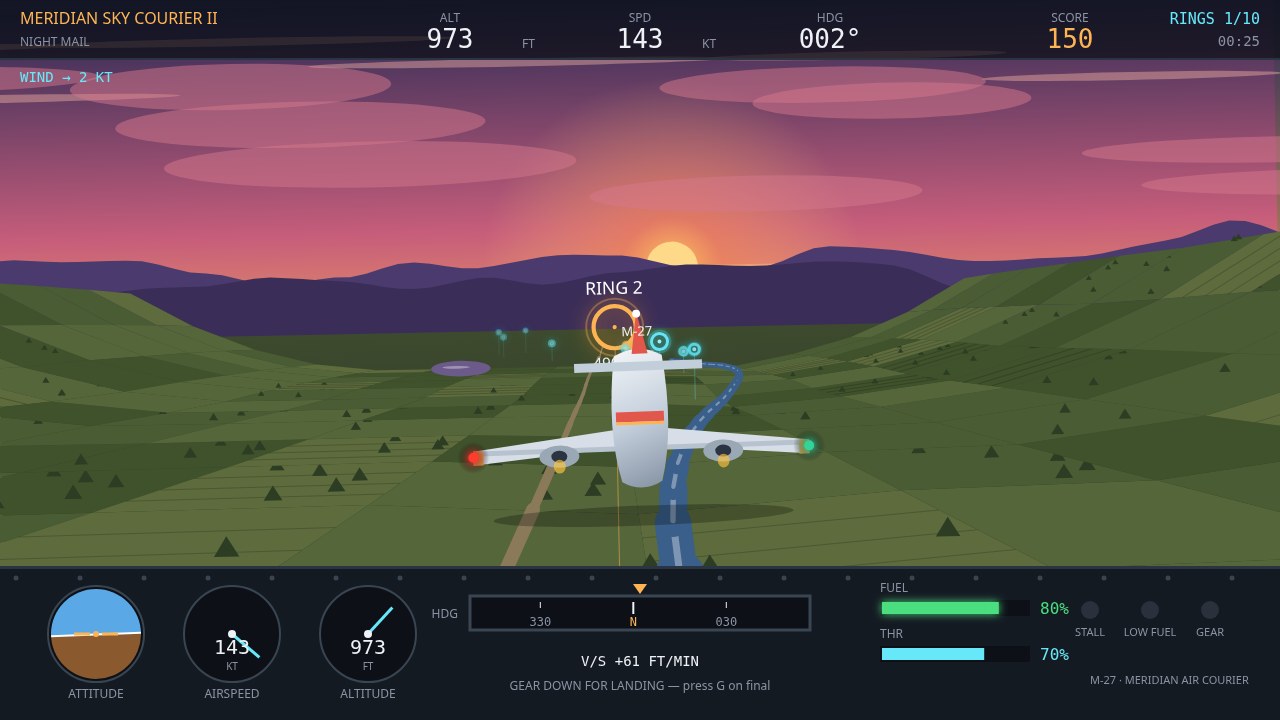 MERIDIAN SKY COURIER II
NIGHT MAIL
ALT
973 FT
SPD
143 KT
HDG
002°
SCORE
150
RINGS 1/10
00:25
WIND → 2 KT
RING 2
M-27
HDG
330 N 030
V/S +61 FT/MIN
GEAR DOWN FOR LANDING — press G on final
143
KT
973
FT
ATTITUDE
AIRSPEED
ALTITUDE
FUEL
80%
THR
70%
STALL
LOW FUEL
GEAR
M-27 · MERIDIAN AIR COURIER